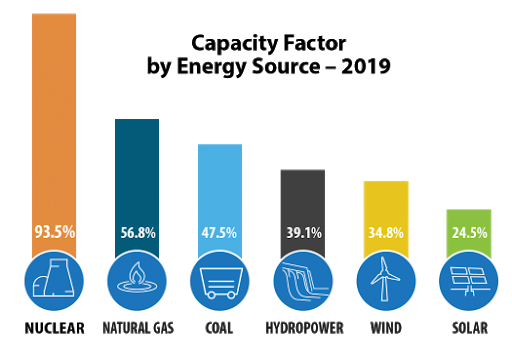 Capacity Factor
by Energy Source – 2019
93.5%
56.8%
47.5%
39.1%
34.8%
24.5%
NUCLEAR
NATURAL GAS
COAL
HYDROPOWER
WIND
SOLAR